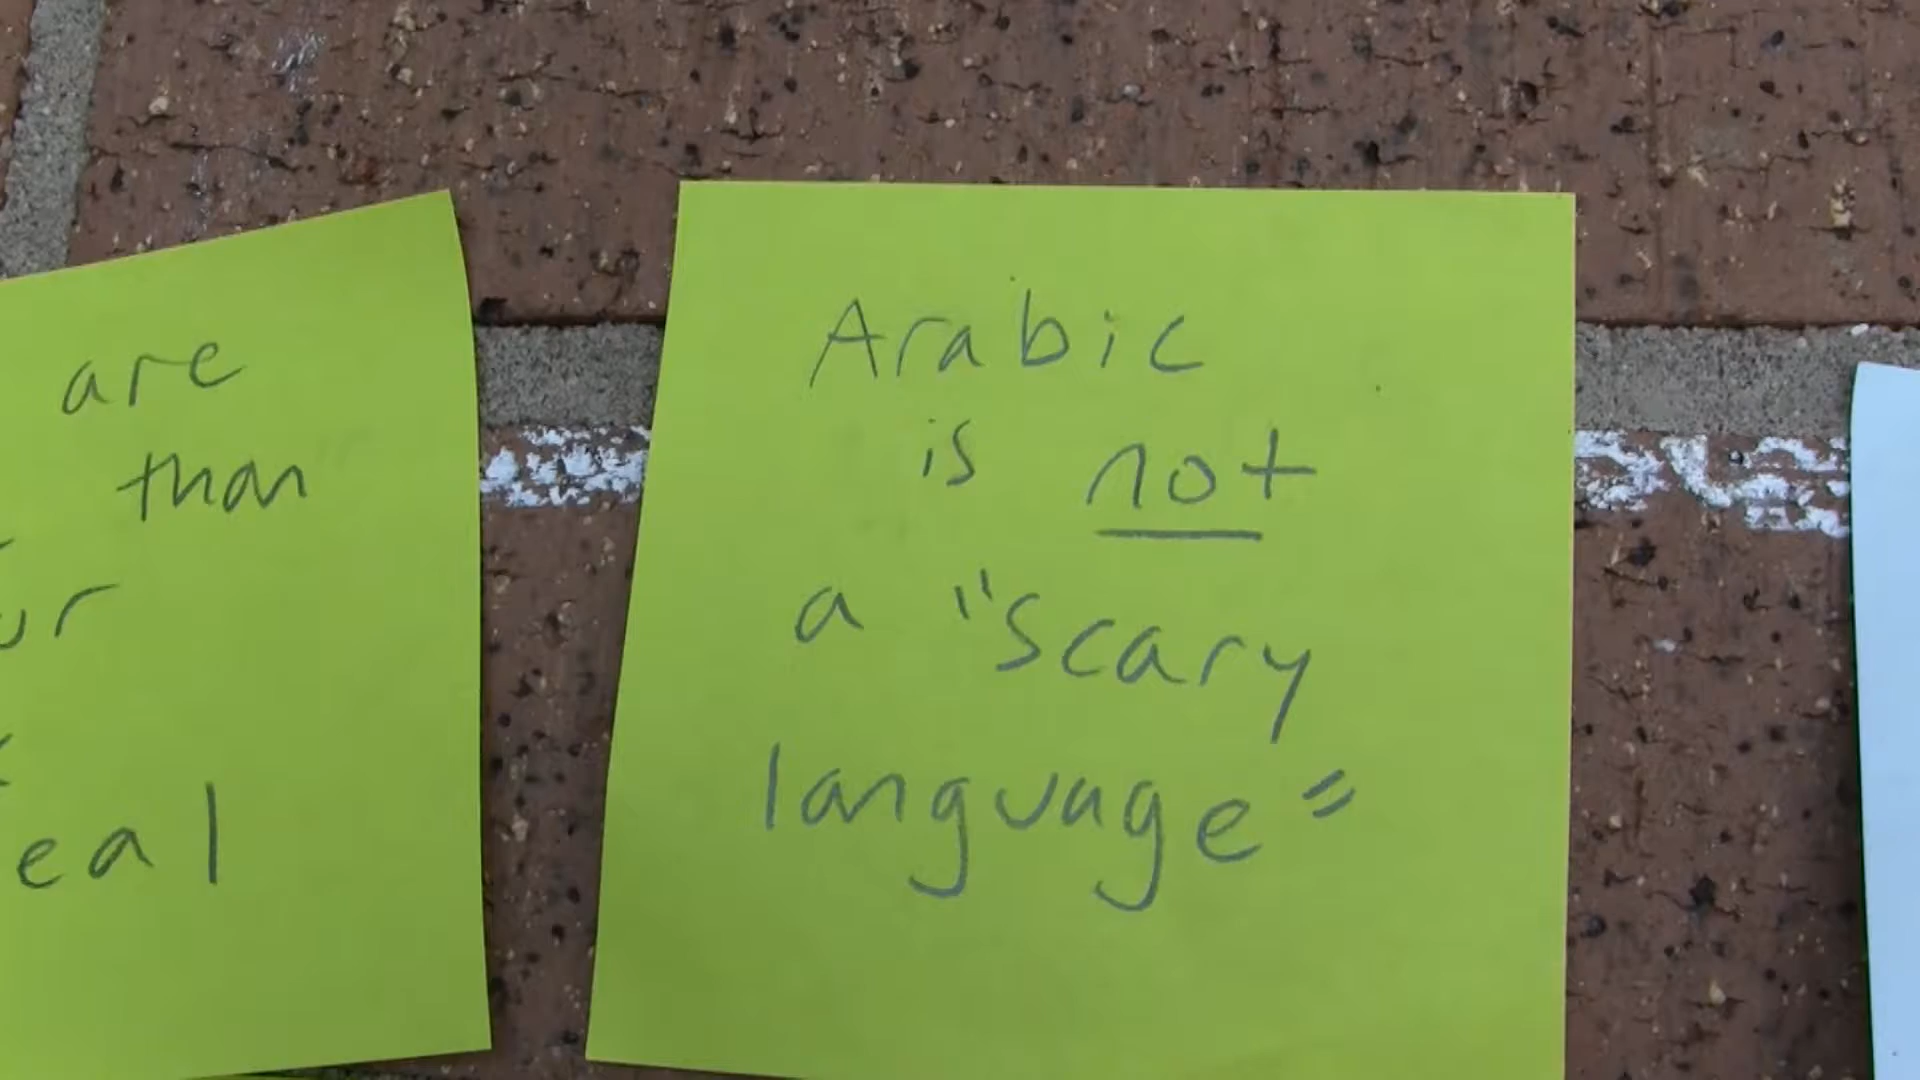 are
than
eal
Arabic
is not
a "scary
language"